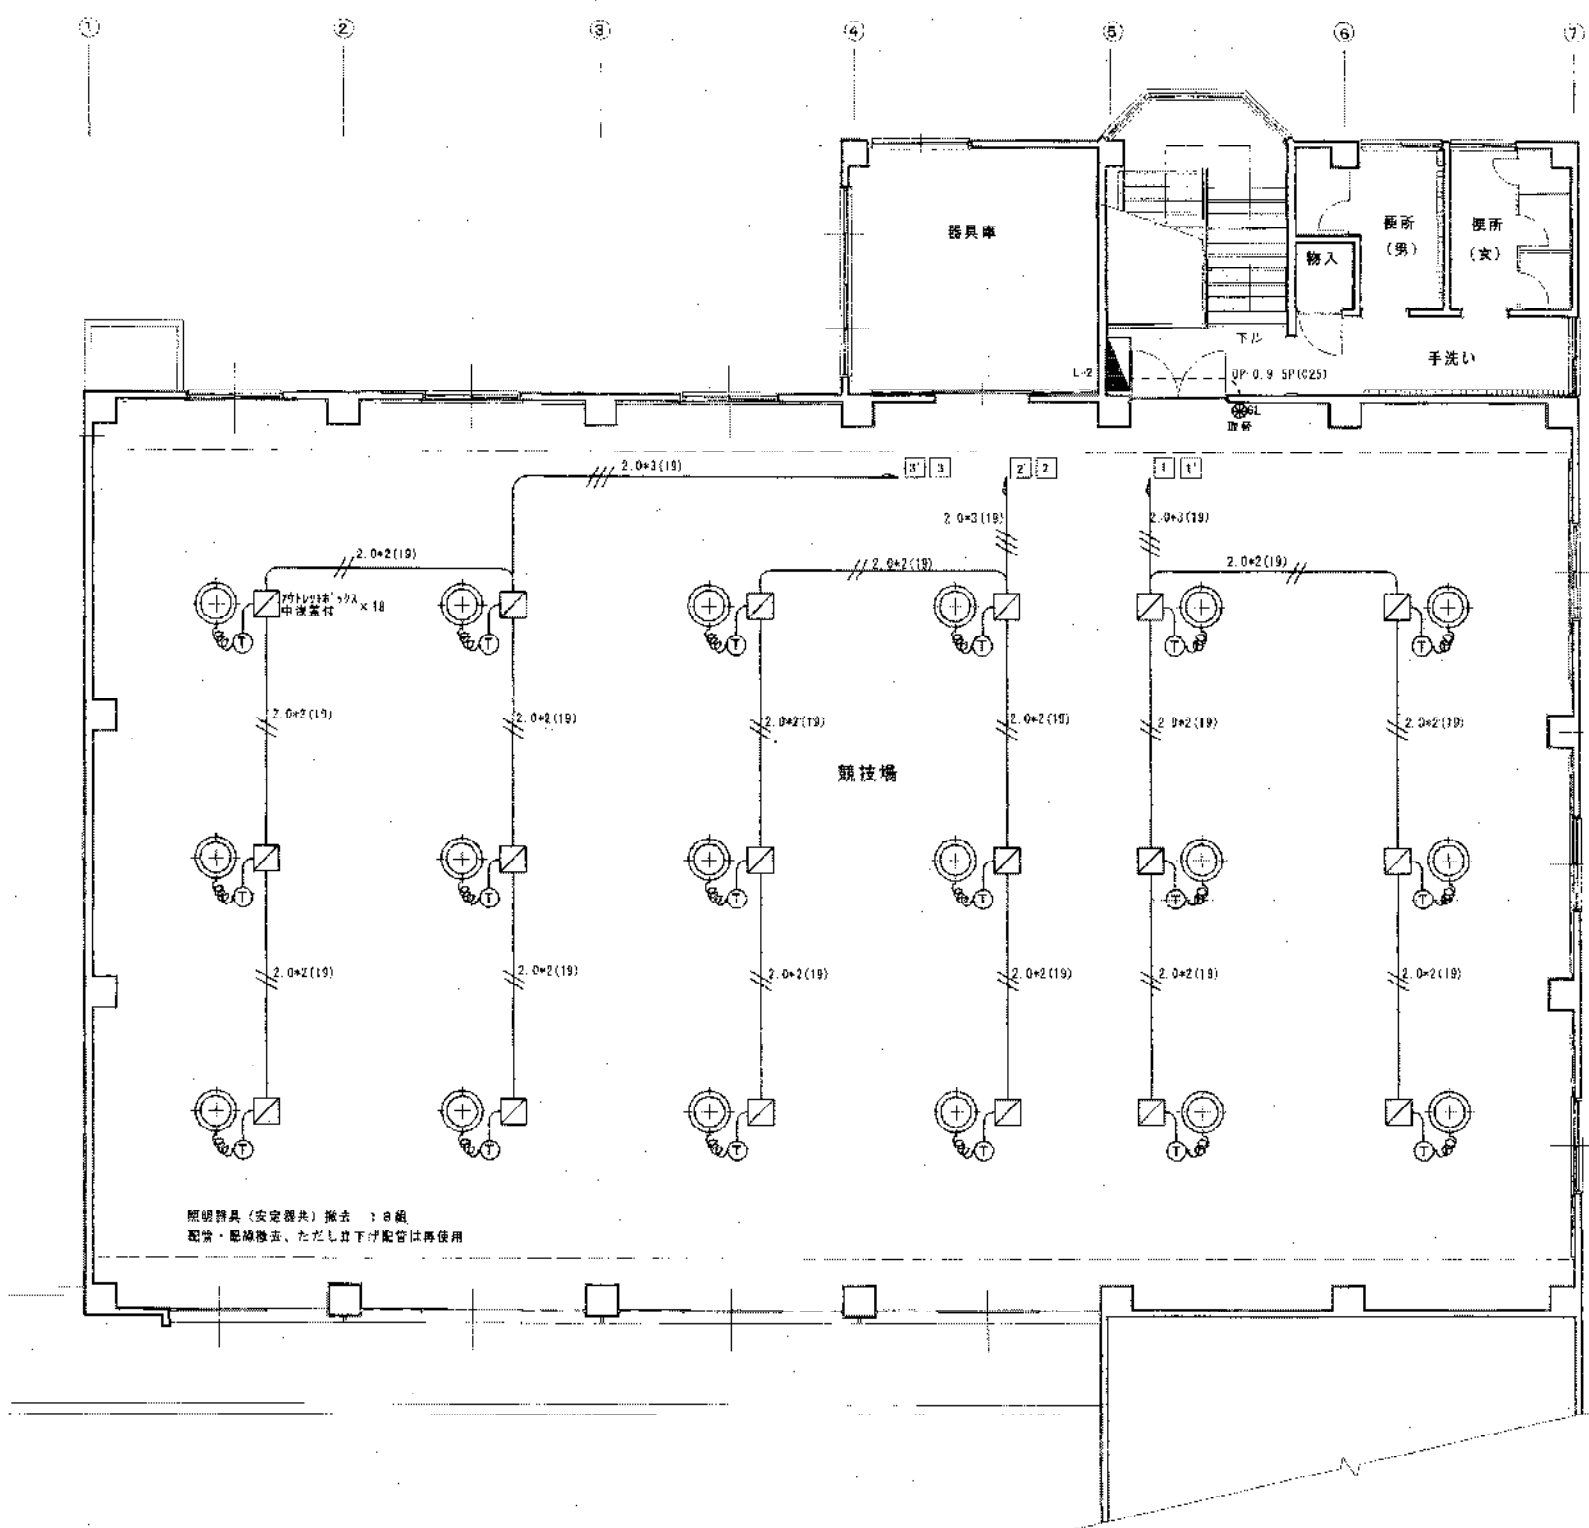 ① ② ③ ④ ⑤ ⑥ ⑦
器具庫
便所
(男)
便所
(女)
物入
下ル
手洗い
L-2
OP-0.9 5P(C25)
取替
2.0*3(19)
3' 3
2' 2
1 1'
2.0*3(19)
2.0*3(19)
2.0*2(19)
2.0*2(19)
2.0*2(19)
アウトレットボックス
中浅蓋付 × 18
T T T T T T
2.0*2(19) 2.0*2(19) 2.0*2(19) 2.0*2(19) 2.0*2(19) 2.0*2(19)
競技場
T T T T T T
2.0*2(19) 2.0*2(19) 2.0*2(19) 2.0*2(19) 2.0*2(19) 2.0*2(19)
T T T T T T
照明器具(安定器共)撤去
配管・配線撤去、ただし立下げ配管は再使用